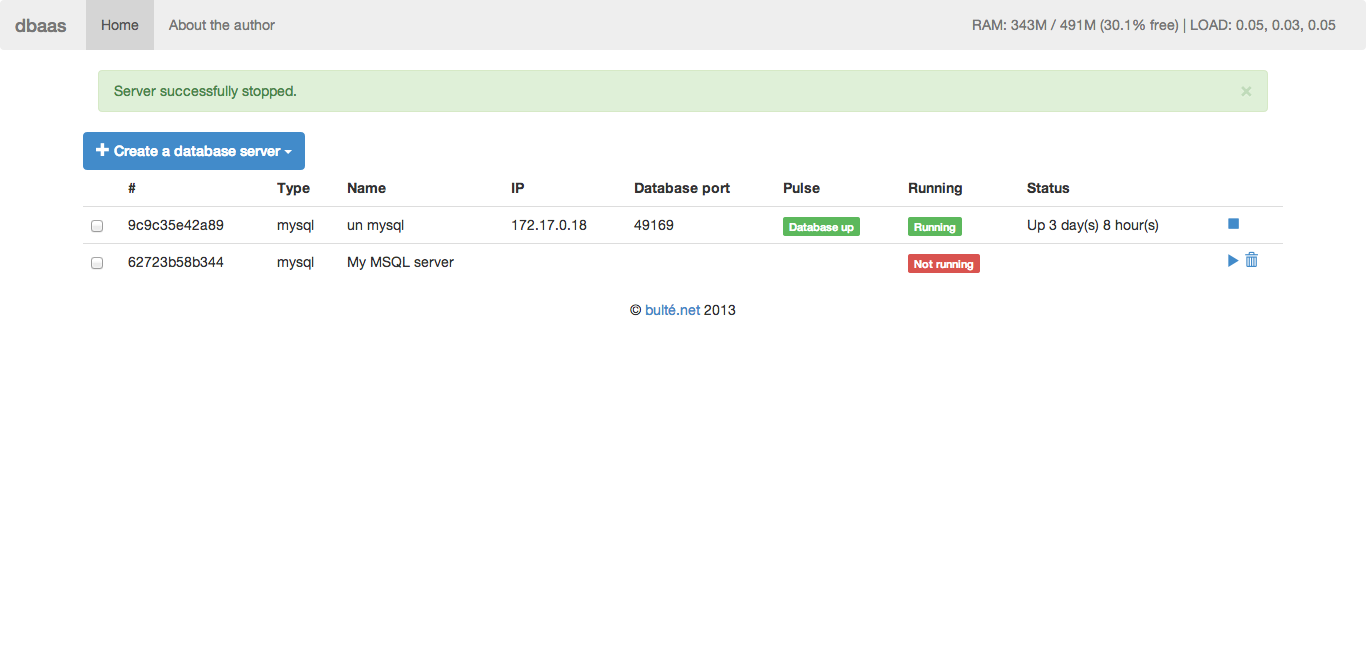 dbaas Home About the author RAM: 343M / 491M (30.1% free) | LOAD: 0.05, 0.03, 0.05
Server successfully stopped. ×
+ Create a database server
# Type Name IP Database port Pulse Running Status
9c9c35e42a89 mysql un mysql 172.17.0.18 49169 Database up Running Up 3 day(s) 8 hour(s)
62723b58b344 mysql My MSQL server Not running
© bulté.net 2013